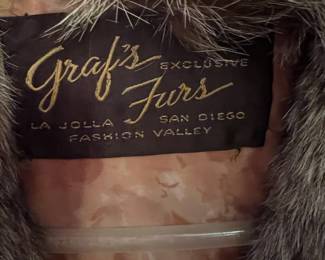 Graf's EXCLUSIVE
Furs
LA JOLLA SAN DIEGO
FASHION VALLEY